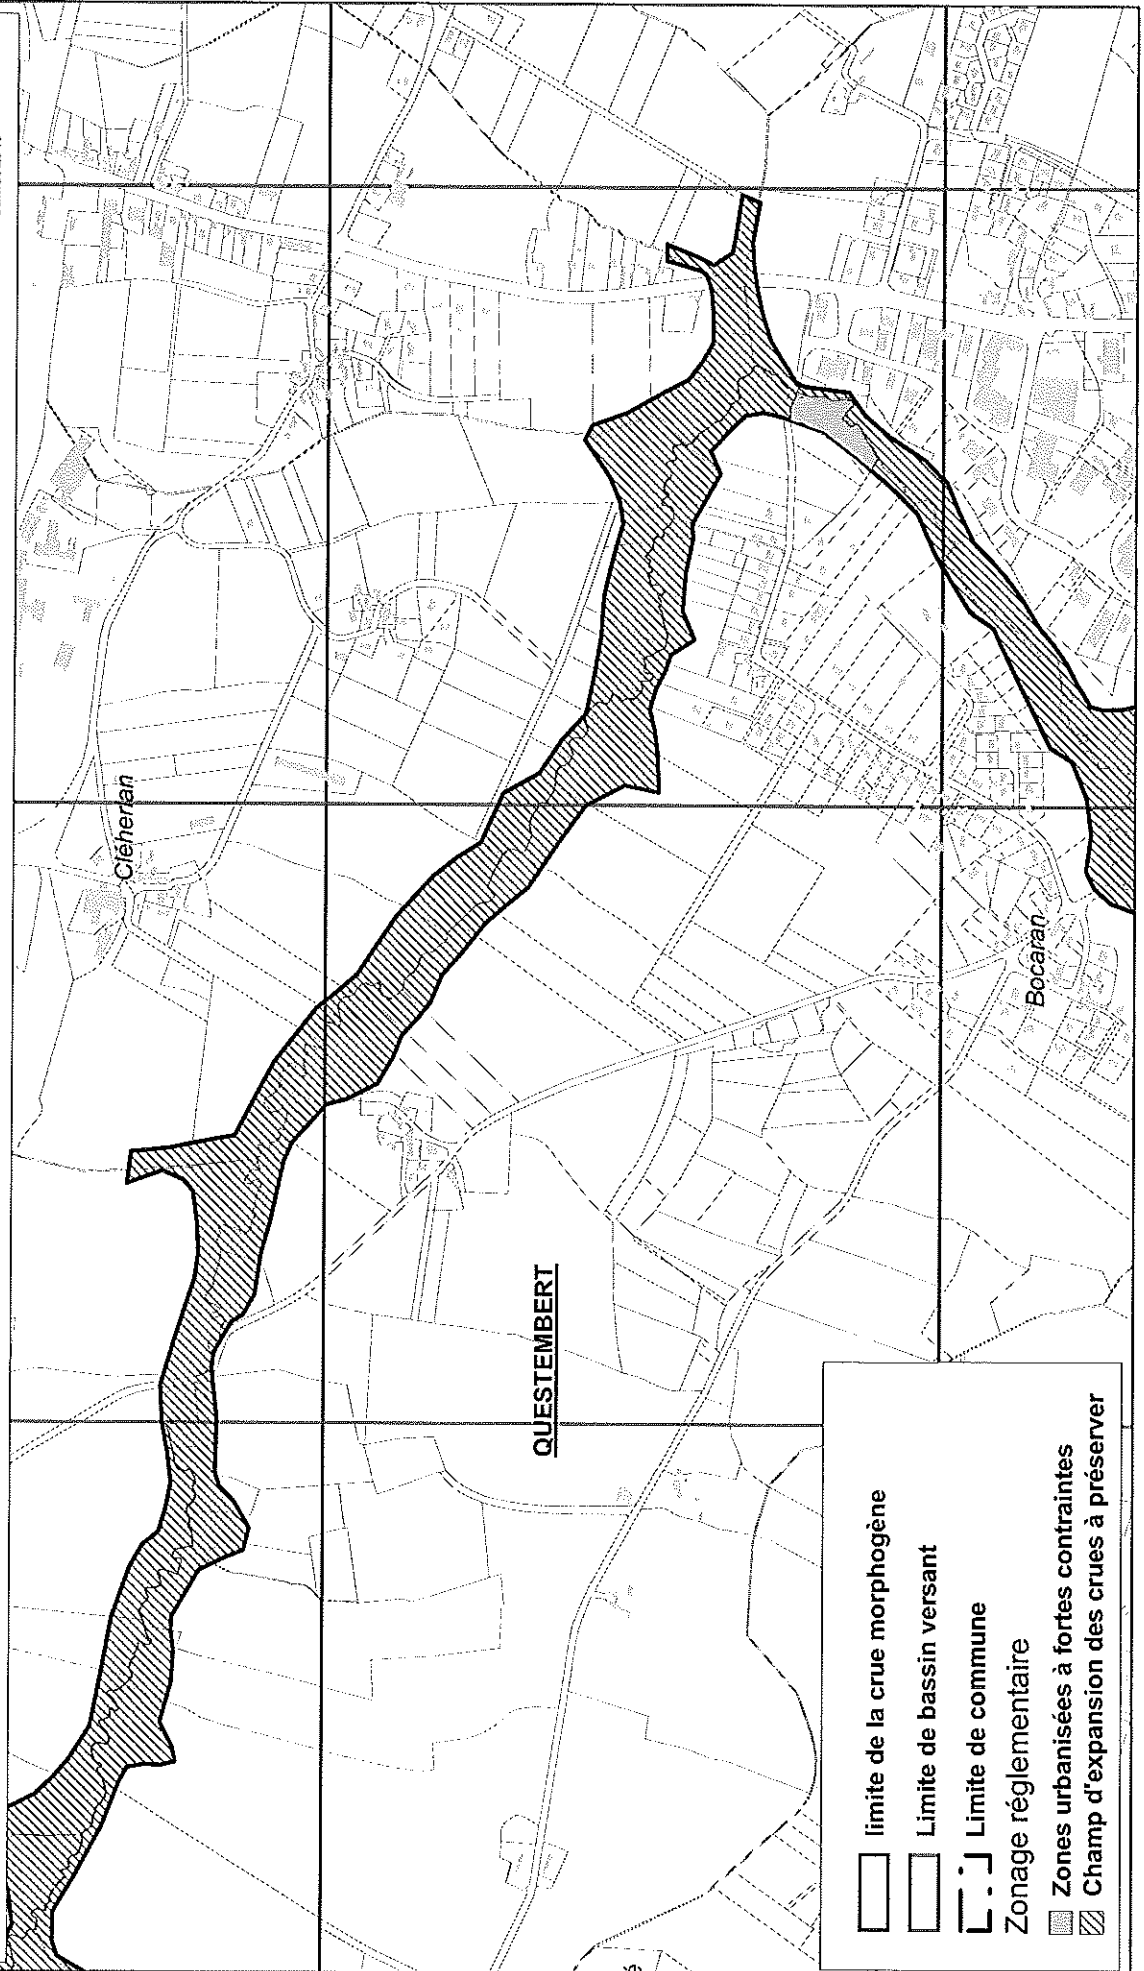 Cléherlan
Bocaran
QUESTEMBERT
limite de la crue morphogène
Limite de bassin versant
Limite de commune
Zonage réglementaire
Zones urbanisées à fortes contraintes
Champ d'expansion des crues à préserver